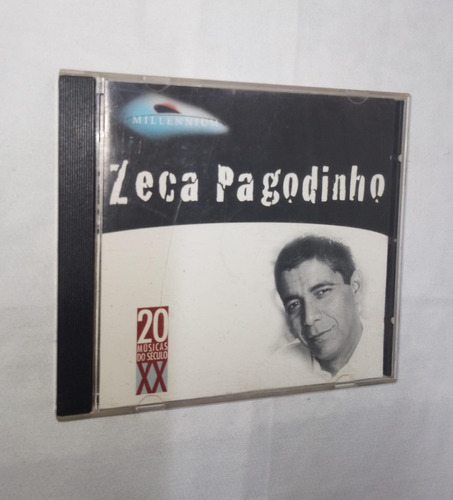 MILLENNIUM
Zeca Pagodinho
20
MÚSICAS
DO SÉCULO
XX